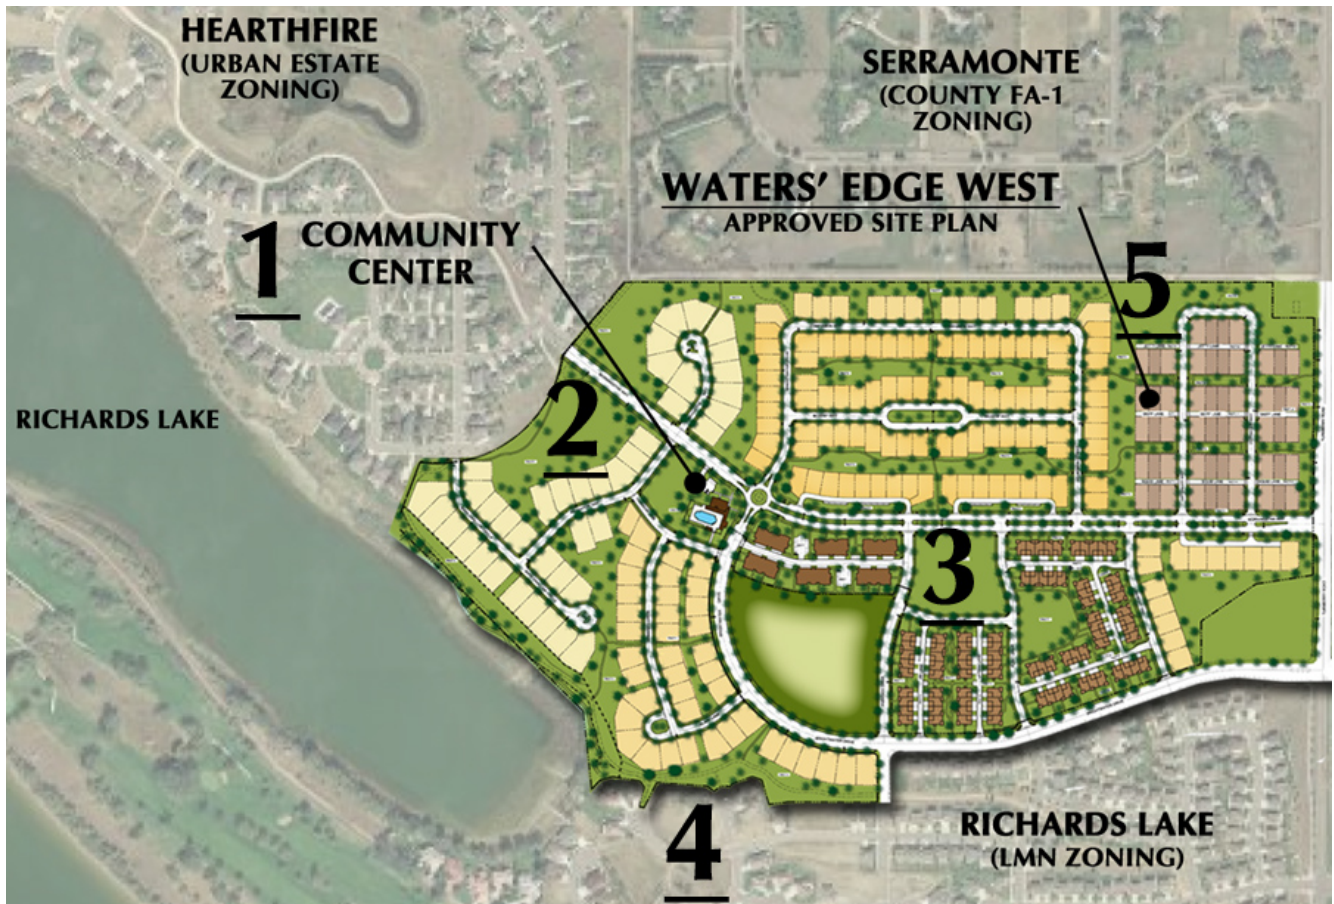 HEARTHFIRE
(URBAN ESTATE
ZONING)
SERRAMONTE
(COUNTY FA-1
ZONING)
WATERS' EDGE WEST
APPROVED SITE PLAN
1
COMMUNITY
CENTER
5
2
RICHARDS LAKE
3
4
RICHARDS LAKE
(LMN ZONING)